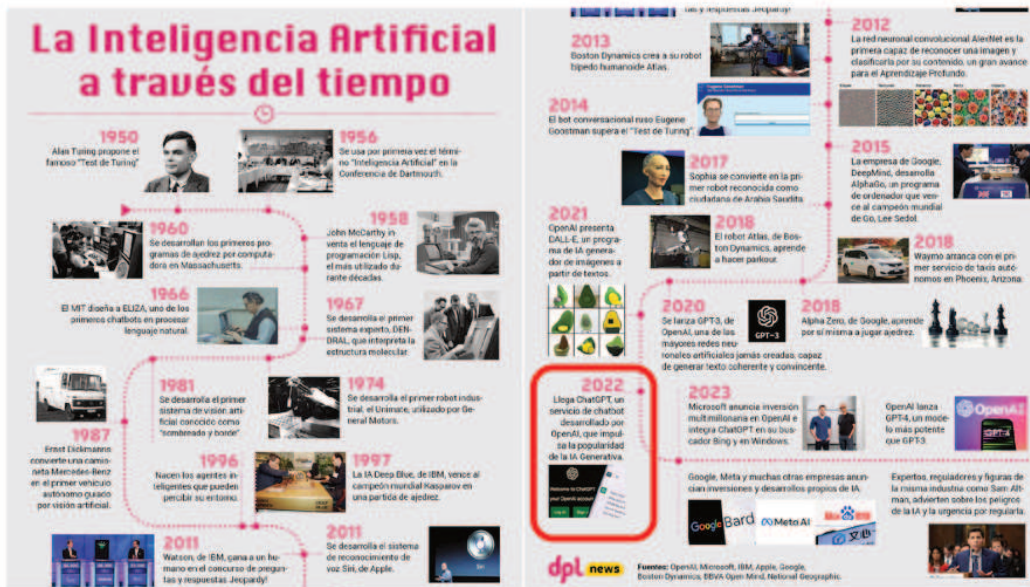 La Inteligencia Artificial
a través del tiempo
1950
Alan Turing propone el
famoso "Test de Turing"
1956
Se usa por primera vez el térmi-
no "Inteligencia Artificial" en la
Conferencia de Dartmouth.
1958
John McCarthy in-
venta el lenguaje de
programación Lisp,
el más utilizado du-
rante décadas.
1960
Se desarrollan los primeros pro-
gramas de ajedrez por computa-
dora en Massachusetts.
1966
El MIT diseña a ELIZA, uno de los
primeros chatbots en procesar
lenguaje natural.
1967
Se desarrolla el primer
sistema experto, DEN-
DRAL, que interpreta la
estructura molecular.
1974
Se desarrolla el primer robot indus-
trial, el Unimate, utilizado por Ge-
neral Motors.
1981
Se desarrolla el primer
sistema de visión arti-
ficial conocido como
"sombreado y borde"
1987
Ernst Dickmanns
convierte una camio-
neta Mercedes-Benz
en el primer vehículo
autónomo guiado
por visión artificial.
1996
Nacen los agentes in-
teligentes que pueden
percibir su entorno.
1997
La IA Deep Blue, de IBM, vence al
campeón mundial Kasparov en
una partida de ajedrez.
2011
Watson, de IBM, gana a un hu-
mano en el concurso de pregun-
tas y respuestas Jeopardy!
2011
Se desarrolla el sistema
de reconocimiento de
voz Siri, de Apple.
Siri
tas y respuestas Jeopardy!
2012
La red neuronal convolucional AlexNet es la
primera capaz de reconocer una imagen y
clasificarla por su contenido, un gran avance
para el Aprendizaje Profundo.
2013
Boston Dynamics crea a su robot
bípedo humanoide Atlas.
2014
El bot conversacional ruso Eugene
Goostman supera el "Test de Turing".
2015
La empresa de Google,
DeepMind, desarrolla
AlphaGo, un programa
de ordenador que ven-
ce al campeón mundial
de Go, Lee Sedol.
2017
Sophia se convierte en la pri-
mer robot reconocida como
ciudadana de Arabia Saudita.
2018
El robot Atlas, de Bos-
ton Dynamics, aprende
a hacer parkour.
2018
Waymo arranca con el pri-
mer servicio de taxis autó-
nomos en Phoenix, Arizona.
2018
Alpha Zero, de Google, aprende
por sí misma a jugar ajedrez.
2020
Se lanza GPT-3, de
OpenAI, una de las
mayores redes neu-
ronales artificiales jamás creadas, capaz
de generar texto coherente y convincente.
GPT-3
2021
OpenAI presenta
DALL-E, un progra-
ma de IA genera-
dor de imágenes a
partir de textos.
2022
Llega ChatGPT, un
servicio de chatbot
desarrollado por
OpenAI, que impul-
sa la popularidad
de la IA Generativa.
Welcome to ChatGPT
your OpenAI account
Log in
Sign up
2023
Microsoft anuncia inversión
multimillonaria en OpenAI e
integra ChatGPT en su bus-
cador Bing y en Windows.
OpenAI lanza
GPT-4, un mode-
lo más potente
que GPT-3.
OpenAI
Google, Meta y muchas otras empresas anun-
cian inversiones y desarrollos propios de IA.
Google Bard
Meta AI
Expertos, reguladores y figuras de
la misma industria como Sam Alt-
man, advierten sobre los peligros
de la IA y la urgencia por regularla.
dpl news
Fuentes: OpenAI, Microsoft, IBM, Apple, Google,
Boston Dynamics, BBVA Open Mind, National Geographic.